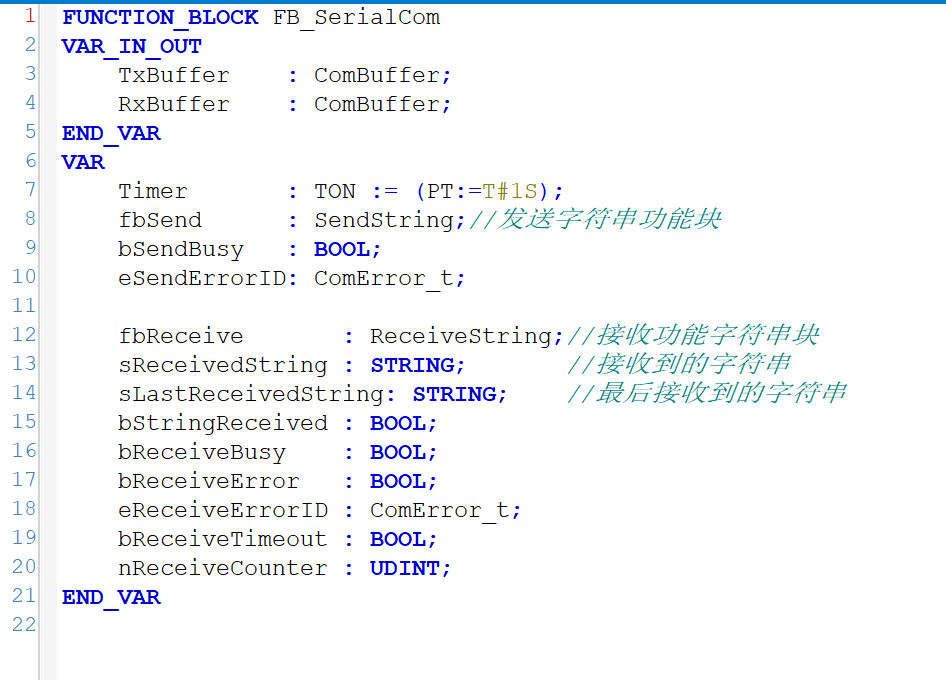 1 FUNCTION_BLOCK FB_SerialCom
2 VAR_IN_OUT
3     TxBuffer    : ComBuffer;
4     RxBuffer    : ComBuffer;
5 END_VAR
6 VAR
7     Timer       : TON := (PT:=T#1S);
8     fbSend      : SendString;//发送字符串功能块
9     bSendBusy   : BOOL;
10     eSendErrorID: ComError_t;
11
12     fbReceive       : ReceiveString;//接收功能字符串块
13     sReceivedString : STRING;       //接收到的字符串
14     sLastReceivedString: STRING;    //最后接收到的字符串
15     bStringReceived : BOOL;
16     bReceiveBusy    : BOOL;
17     bReceiveError   : BOOL;
18     eReceiveErrorID : ComError_t;
19     bReceiveTimeout : BOOL;
20     nReceiveCounter : UDINT;
21 END_VAR
22